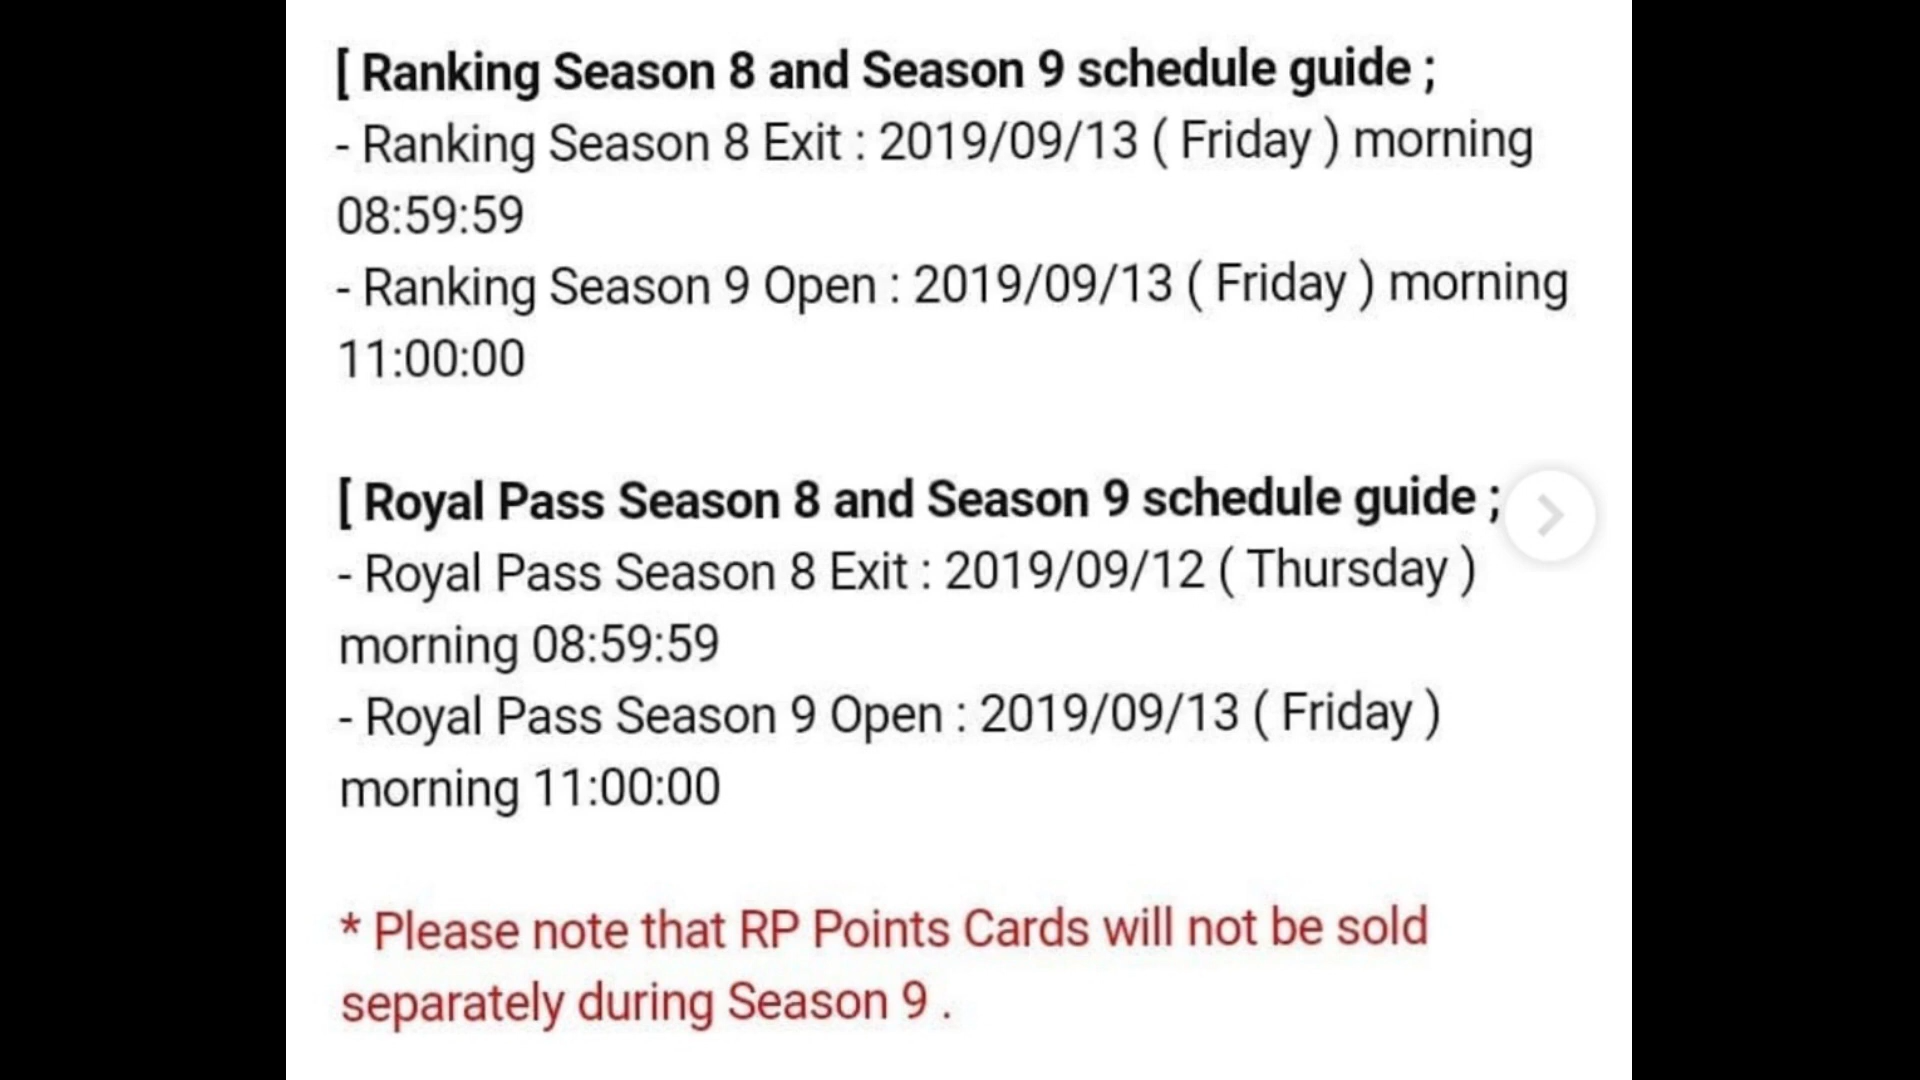 [ Ranking Season 8 and Season 9 schedule guide ;
- Ranking Season 8 Exit : 2019/09/13 ( Friday ) morning
08:59:59
- Ranking Season 9 Open : 2019/09/13 ( Friday ) morning
11:00:00
[ Royal Pass Season 8 and Season 9 schedule guide ;
- Royal Pass Season 8 Exit : 2019/09/12 ( Thursday )
morning 08:59:59
- Royal Pass Season 9 Open : 2019/09/13 ( Friday )
morning 11:00:00
* Please note that RP Points Cards will not be sold
separately during Season 9 .